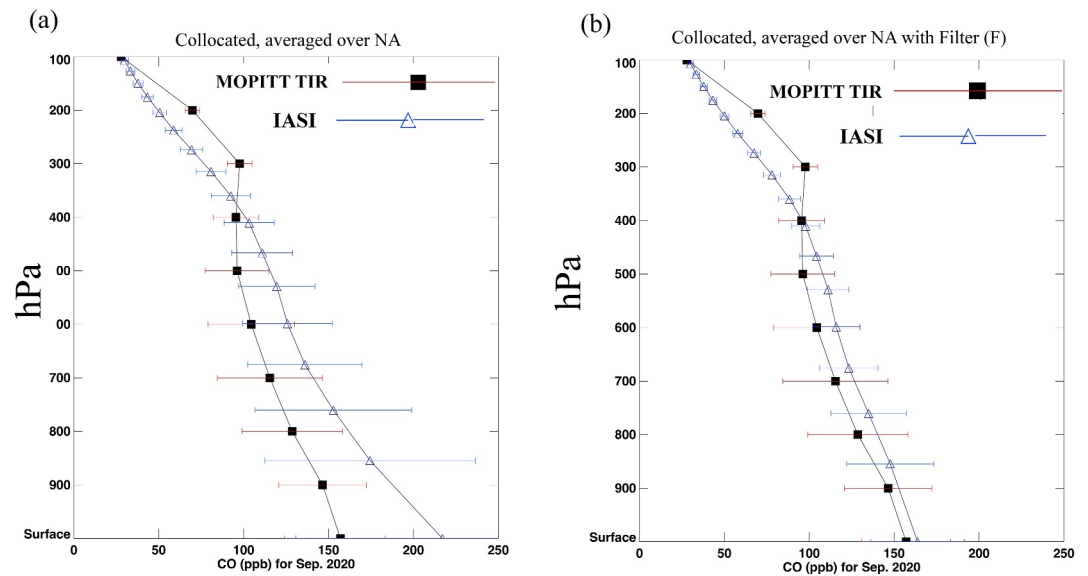 (a)
Collocated, averaged over NA
MOPITT TIR
IASI
hPa
100
200
300
400
00
00
700
800
900
Surface
0 50 100 150 200 250
CO (ppb) for Sep. 2020
(b)
Collocated, averaged over NA with Filter (F)
MOPITT TIR
IASI
hPa
100
200
300
400
500
600
700
800
900
Surface
0 50 100 150 200 250
CO (ppb) for Sep. 2020